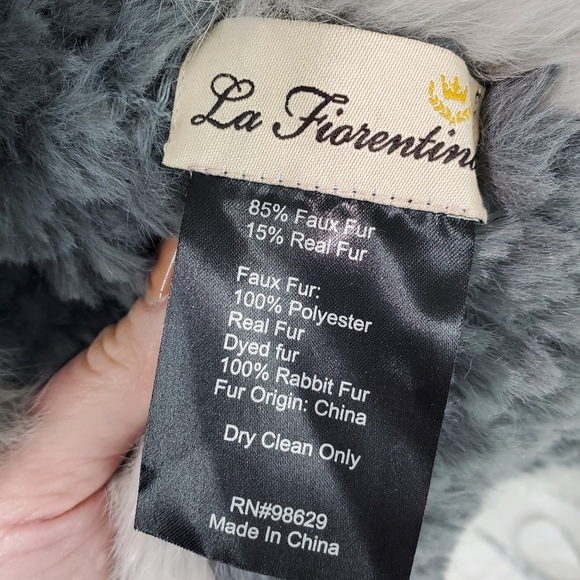 La Fiorentina
85% Faux Fur
15% Real Fur
Faux Fur:
100% Polyester
Real Fur
Dyed fur
100% Rabbit Fur
Fur Origin: China
Dry Clean Only
RN#98629
Made In China